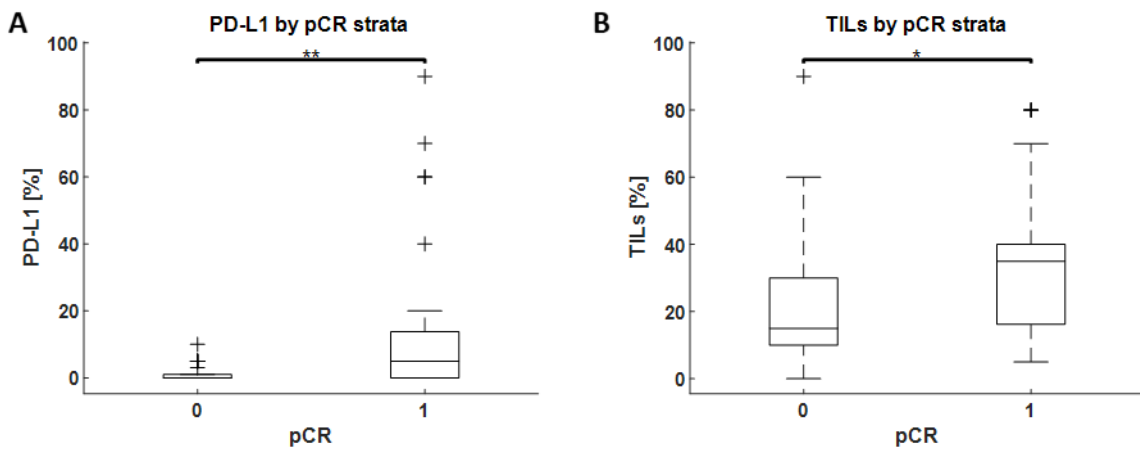 A
PD-L1 by pCR strata
**
100
80
60
40
20
0
PD-L1 [%]
0
1
pCR
B
TILs by pCR strata
*
100
80
60
40
20
0
TILs [%]
0
1
pCR